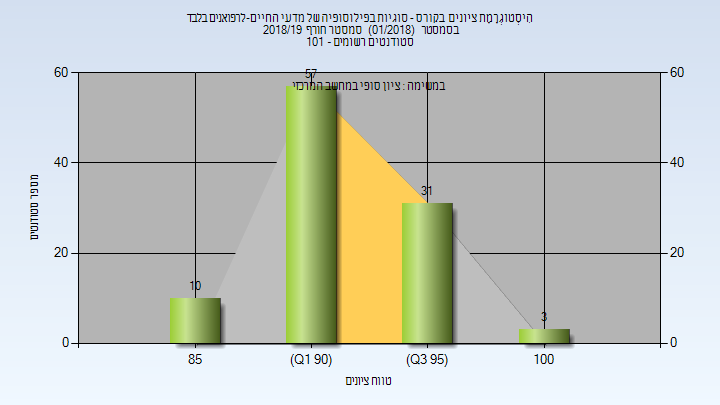 היסטוגרמת ציונים בקורס - סוגיות בפילוסופיה של מדעי החיים-לרפואנים בלבד
בסמסטר (01/2018) סמסטר חורף 2018/19
סטודנטים רשומים - 101
במשימה : ציון סופי במחשב המרכזי
60
40
20
0
60
40
20
0
מספר סטודנטים
10
57
31
3
85
(Q1 90)
(Q3 95)
100
טווח ציונים